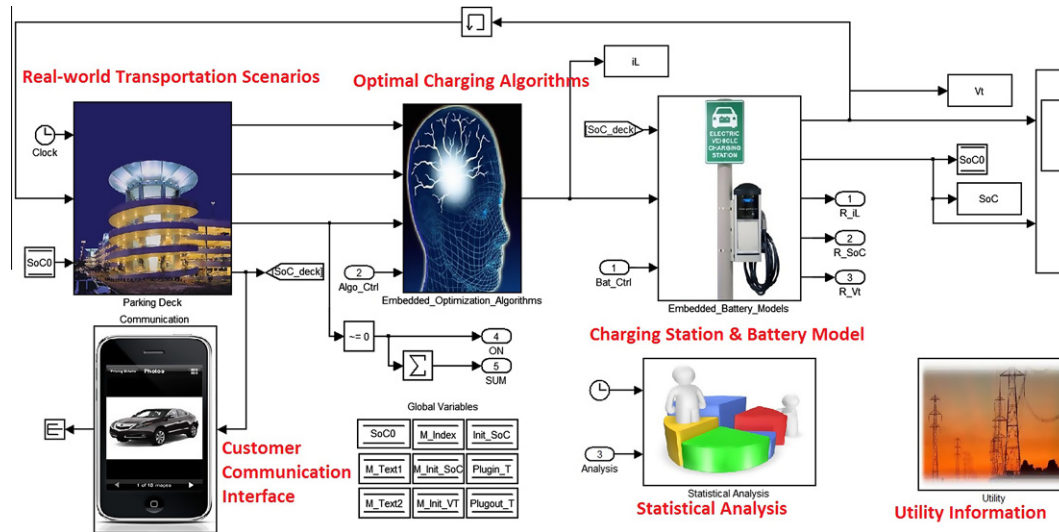 Real-world Transportation Scenarios
Optimal Charging Algorithms
iL
Vt
Clock
[SoC_deck]
ELECTRIC
VEHICLE
CHARGING
STATION
SoC0
SoC
1
R_iL
2
R_SoC
3
R_Vt
SoC0
[SoC_deck]
2
Algo_Ctrl
1
Bat_Ctrl
Parking Deck
Embedded_Optimization_Algorithms
Embedded_Battery_Models
Communication
~= 0
4
ON
5
SUM
Charging Station & Battery Model
Photos
Global Variables
SoC0
M_Index
Init_SoC
M_Text1
M_Init_SoC
Plugin_T
M_Text2
M_Init_VT
Plugout_T
Customer
Communication
Interface
3
Analysis
Statistical Analysis
Statistical Analysis
Utility
Utility Information